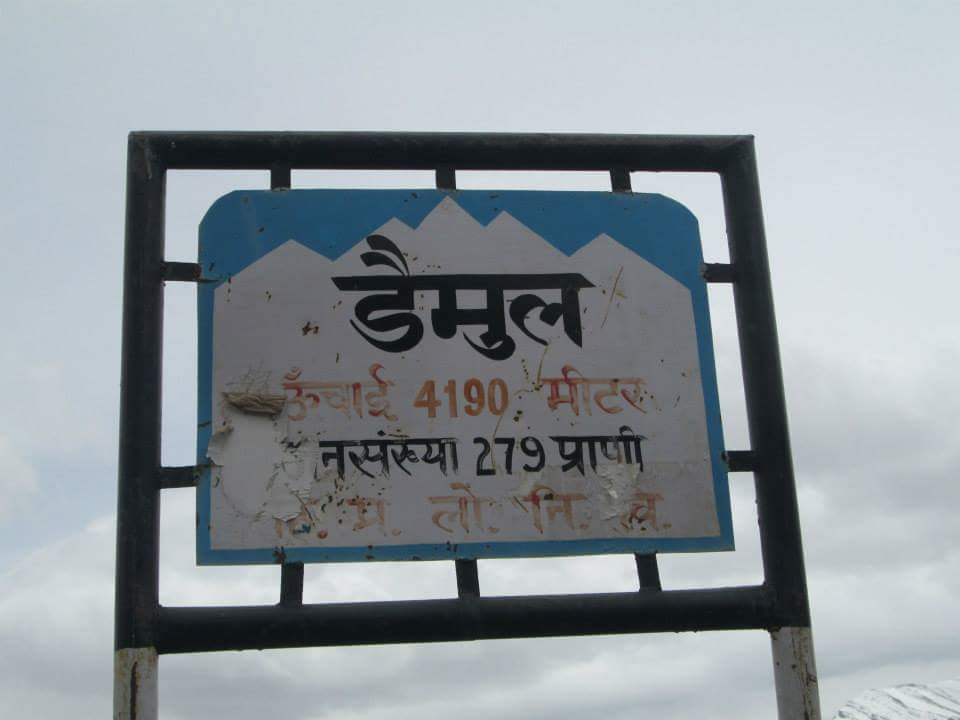 डैमुल
ऊँचाई 4190 मीटर
नसंख्या 279 प्राणी
प्र. लो. नि.